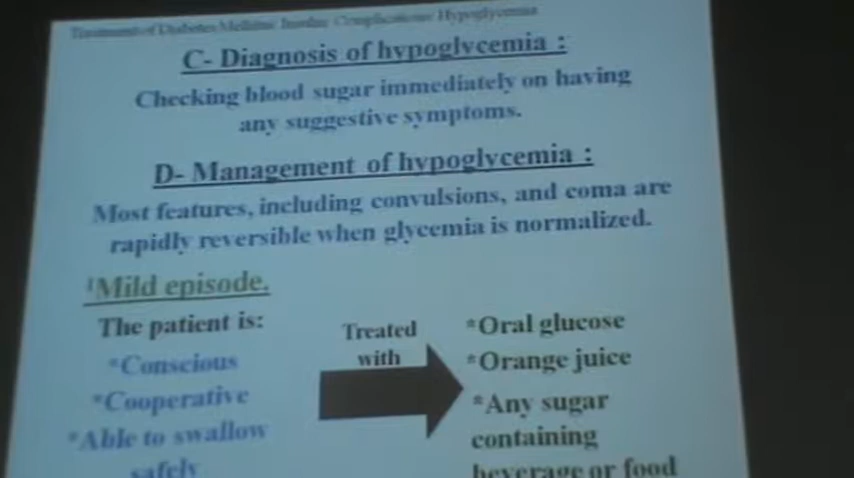 Treatment of Diabetes Mellitus: Insulin: Complications: Hypoglycemia
C- Diagnosis of hypoglycemia :
Checking blood sugar immediately on having
any suggestive symptoms.
D- Management of hypoglycemia :
Most features, including convulsions, and coma are
rapidly reversible when glycemia is normalized.
¹Mild episode.
The patient is:
*Conscious
*Cooperative
*Able to swallow
safely
Treated
with
*Oral glucose
*Orange juice
*Any sugar
containing
beverage or food